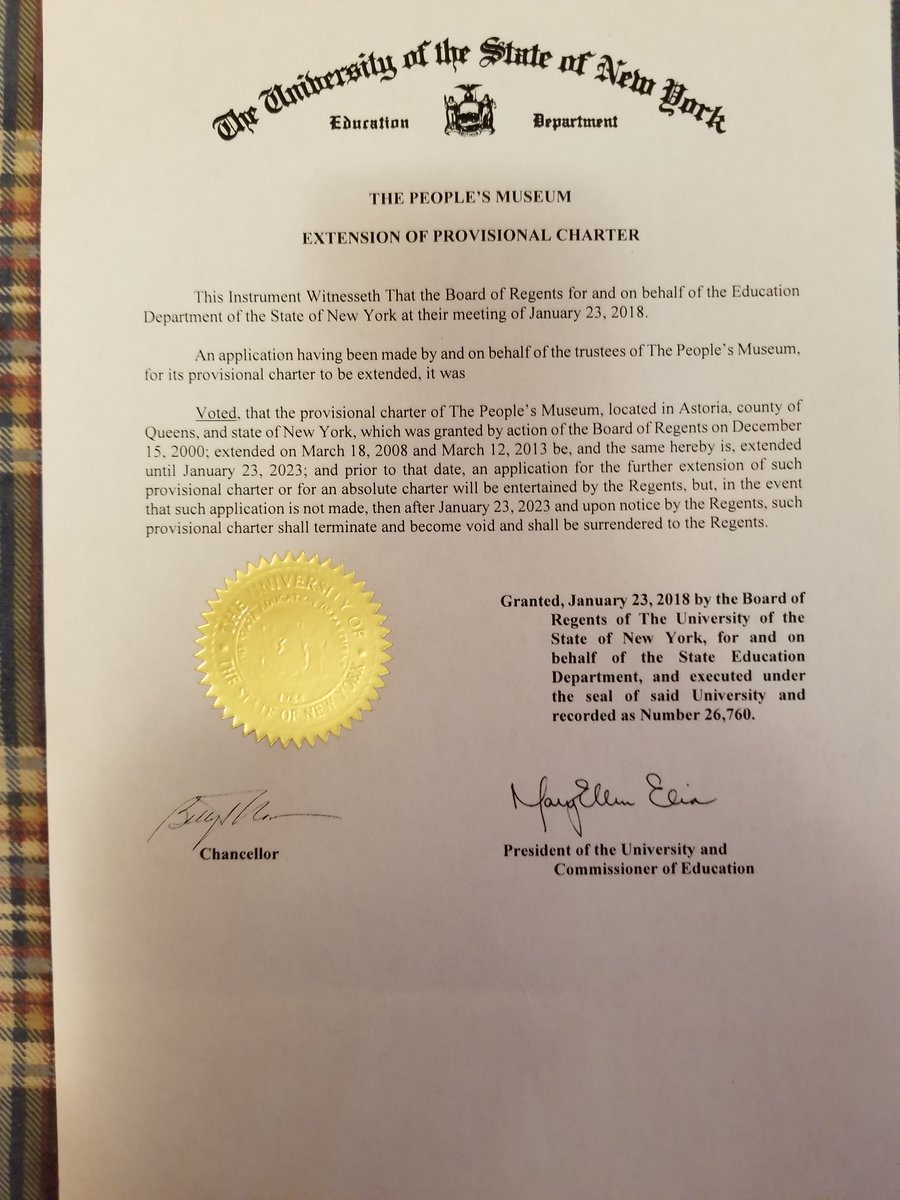 The University of the State of New York
Education Department
THE PEOPLE'S MUSEUM
EXTENSION OF PROVISIONAL CHARTER
This Instrument Witnesseth That the Board of Regents for and on behalf of the Education
Department of the State of New York at their meeting of January 23, 2018.
An application having been made by and on behalf of the trustees of The People's Museum,
for its provisional charter to be extended, it was
Voted, that the provisional charter of The People's Museum, located in Astoria, county of
Queens, and state of New York, which was granted by action of the Board of Regents on December
15, 2000; extended on March 18, 2008 and March 12, 2013 be, and the same hereby is, extended
until January 23, 2023; and prior to that date, an application for the further extension of such
provisional charter or for an absolute charter will be entertained by the Regents, but, in the event
that such application is not made, then after January 23, 2023 and upon notice by the Regents, such
provisional charter shall terminate and become void and shall be surrendered to the Regents.
THE UNIVERSITY OF
THE STATE OF NEW YORK
Granted, January 23, 2018 by the Board of
Regents of The University of the
State of New York, for and on
behalf of the State Education
Department, and executed under
the seal of said University and
recorded as Number 26,760.
Chancellor
MaryEllen Elia
President of the University and
Commissioner of Education